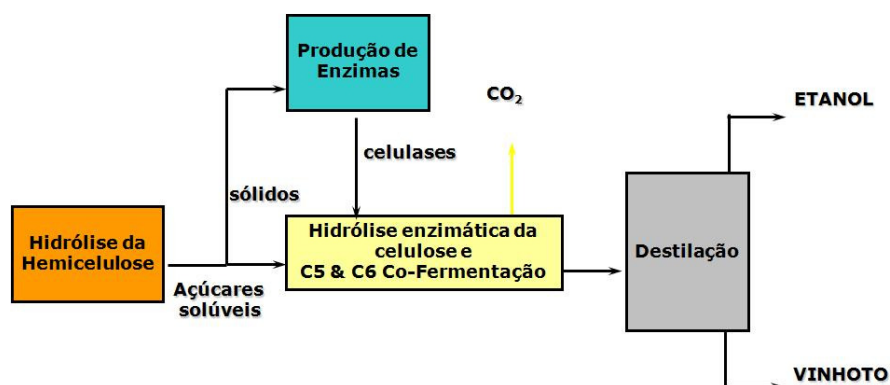 Produção de
Enzimas
CO₂
ETANOL
celulases
sólidos
Hidrólise da
Hemicelulose
Hidrólise enzimática da
celulose e
C5 & C6 Co-Fermentação
Destilação
Açúcares
solúveis
VINHOTO